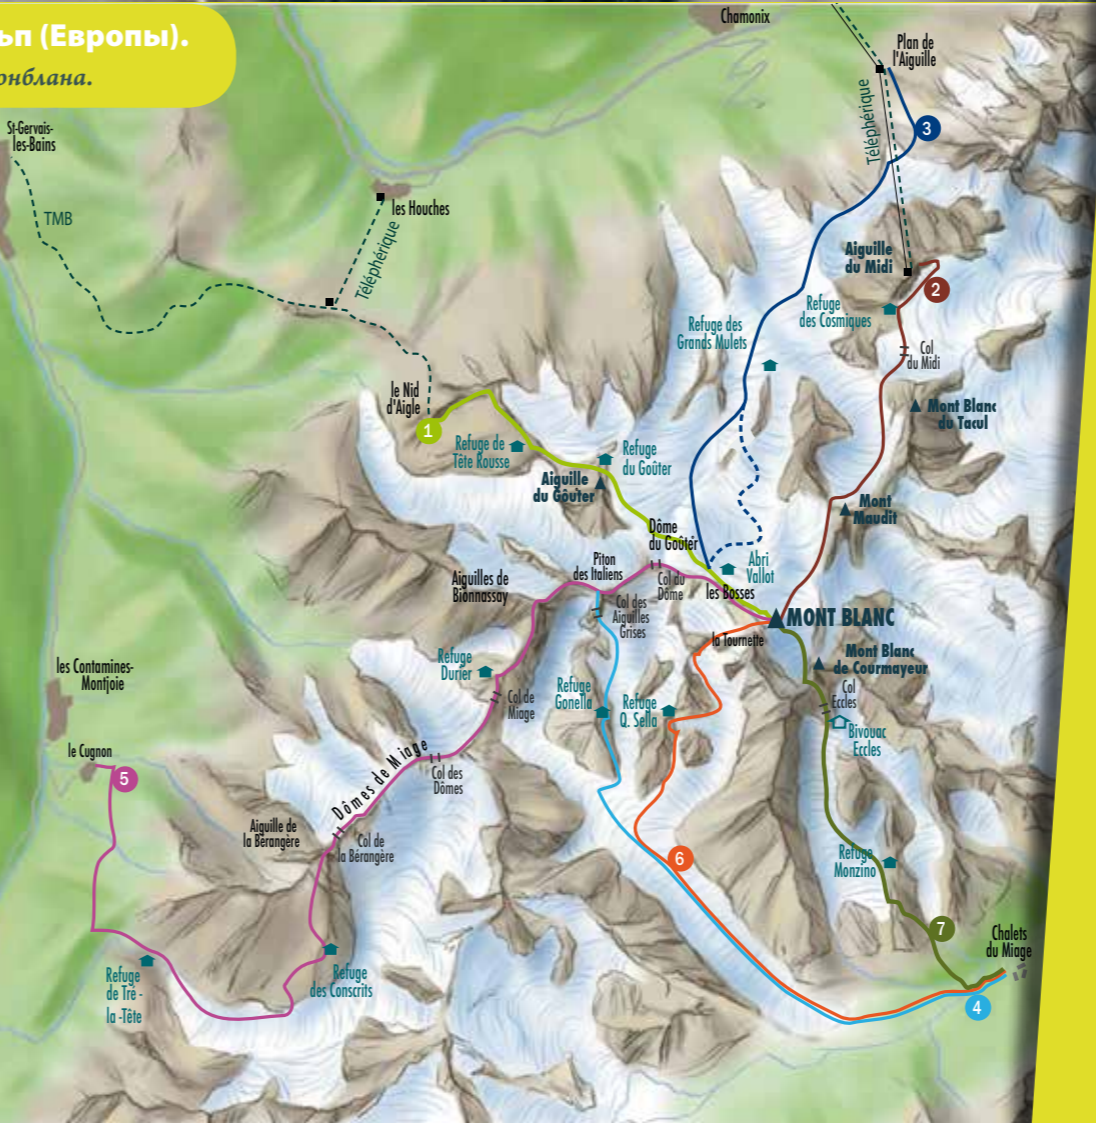 ьп (Европы).
онблана.
Chamonix
Plan de
l'Aiguille
Téléphérique
3
St-Gervais-
les-Bains
TMB
les Houches
Téléphérique
Aiguille
du Midi
2
Refuge
des Cosmiques
Col
du Midi
Refuge des
Grands Mulets
le Nid
d'Aigle
1
Mont Blanc
du Tacul
Refuge de
Tête Rousse
Refuge
du Goûter
Aiguille
du Goûter
Mont
Maudit
Dôme
du Goûter
Piton
des Italiens
Abri
Vallot
Aiguilles de
Bionnassay
Col du
Dôme
les Bosses
Col des
Aiguilles
Grises
MONT BLANC
la Tournette
Mont Blanc
de Courmayeur
Refuge
Durier
les Contamines-
Montjoie
Col de
Miage
Refuge
Gonella
Refuge
Q. Sella
Col
Eccles
Bivouac
Eccles
le Cugnon
5
Dômes de Miage
Col des
Dômes
Aiguille de
la Bérangère
Col de
la Bérangère
6
Refuge
Monzino
7
Chalets
du Miage
Refuge
de Trè -
la -Tête
Refuge
des Conscrits
4